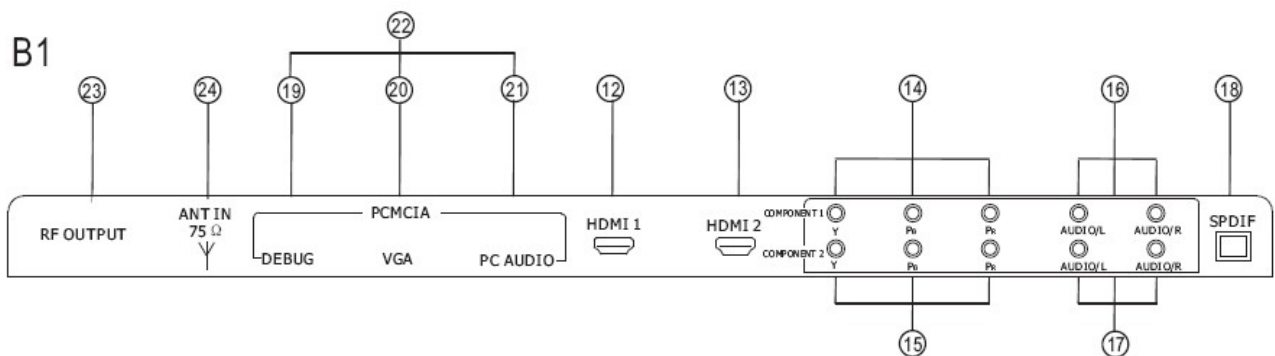 22
B1
23 24 19 20 21 12 13 14 16 18
ANT IN PCMCIA
75 Ω
RF OUTPUT
DEBUG VGA PC AUDIO
HDMI 1 HDMI 2
COMPONENT 1
Y PB PR AUDIO/L AUDIO/R
COMPONENT 2
Y PB PR AUDIO/L AUDIO/R
SPDIF
15 17